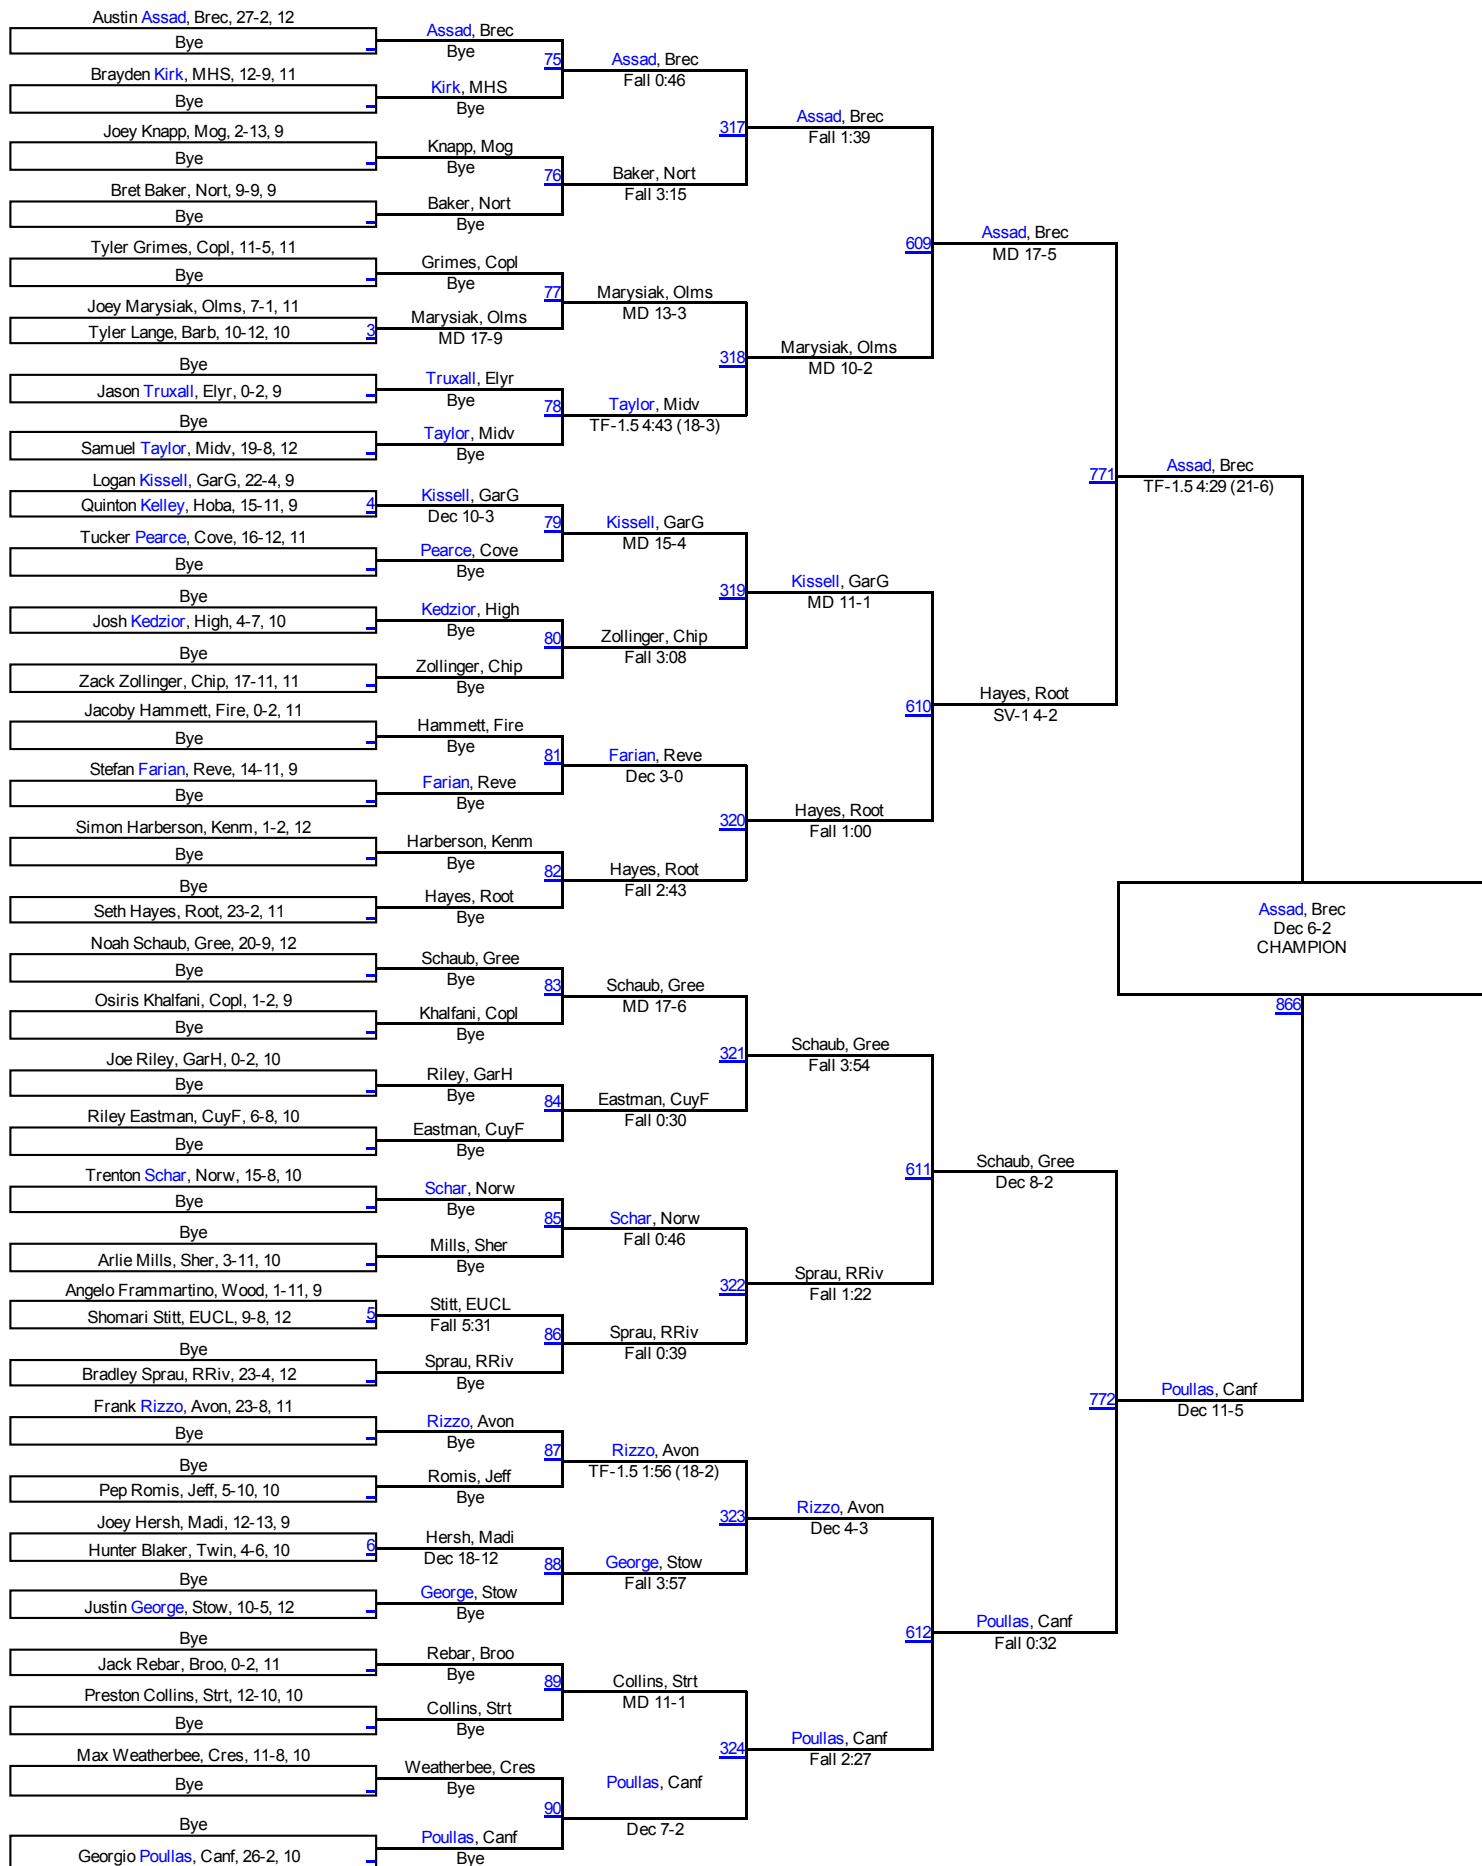 Austin Assad, Brec, 27-2, 12
Bye
Brayden Kirk, MHS, 12-9, 11
Bye
Joey Knapp, Mog, 2-13, 9
Bye
Bret Baker, Nort, 9-9, 9
Bye
Tyler Grimes, Copl, 11-5, 11
Bye
Joey Marysiak, Olms, 7-1, 11
Tyler Lange, Barb, 10-12, 10
3
Bye
Jason Truxall, Elyr, 0-2, 9
Bye
Samuel Taylor, Midv, 19-8, 12
Logan Kissell, GarG, 22-4, 9
Quinton Kelley, Hoba, 15-11, 9
4
Tucker Pearce, Cove, 16-12, 11
Bye
Bye
Josh Kedzior, High, 4-7, 10
Bye
Zack Zollinger, Chip, 17-11, 11
Jacoby Hammett, Fire, 0-2, 11
Bye
Stefan Farian, Reve, 14-11, 9
Bye
Simon Harberson, Kenm, 1-2, 12
Bye
Bye
Seth Hayes, Root, 23-2, 11
Noah Schaub, Gree, 20-9, 12
Bye
Osiris Khalfani, Copl, 1-2, 9
Bye
Joe Riley, GarH, 0-2, 10
Bye
Riley Eastman, CuyF, 6-8, 10
Bye
Trenton Schar, Norw, 15-8, 10
Bye
Bye
Arlie Mills, Sher, 3-11, 10
Angelo Frammartino, Wood, 1-11, 9
Shomari Stitt, EUCL, 9-8, 12
5
Bye
Bradley Sprau, RRiv, 23-4, 12
Frank Rizzo, Avon, 23-8, 11
Bye
Bye
Pep Romis, Jeff, 5-10, 10
Joey Hersh, Madi, 12-13, 9
Hunter Blaker, Twin, 4-6, 10
6
Bye
Justin George, Stow, 10-5, 12
Bye
Jack Rebar, Broo, 0-2, 11
Preston Collins, Strt, 12-10, 10
Bye
Max Weatherbee, Cres, 11-8, 10
Bye
Bye
Georgio Poullas, Canf, 26-2, 10
Assad, Brec
Bye
75
Kirk, MHS
Bye
Knapp, Mog
Bye
76
Baker, Nort
Bye
Grimes, Copl
Bye
77
Marysiak, Olms
MD 17-9
Truxall, Elyr
Bye
78
Taylor, Midv
Bye
Kissell, GarG
Dec 10-3
79
Pearce, Cove
Bye
Kedzior, High
Bye
80
Zollinger, Chip
Bye
Hammett, Fire
Bye
81
Farian, Reve
Bye
Harberson, Kenm
Bye
82
Hayes, Root
Bye
Schaub, Gree
Bye
83
Khalfani, Copl
Bye
Riley, GarH
Bye
84
Eastman, CuyF
Bye
Schar, Norw
Bye
85
Mills, Sher
Bye
Stitt, EUCL
Fall 5:31
86
Sprau, RRiv
Bye
Rizzo, Avon
Bye
87
Romis, Jeff
Bye
Hersh, Madi
Dec 18-12
88
George, Stow
Bye
Rebar, Broo
Bye
89
Collins, Strt
Bye
Weatherbee, Cres
Bye
90
Poullas, Canf
Bye
Assad, Brec
Fall 0:46
317
Baker, Nort
Fall 3:15
Marysiak, Olms
MD 13-3
318
Taylor, Midv
TF-1.5 4:43 (18-3)
Kissell, GarG
MD 15-4
319
Zollinger, Chip
Fall 3:08
Farian, Reve
Dec 3-0
320
Hayes, Root
Fall 2:43
Schaub, Gree
MD 17-6
321
Eastman, CuyF
Fall 0:30
Schar, Norw
Fall 0:46
322
Sprau, RRiv
Fall 0:39
Rizzo, Avon
TF-1.5 1:56 (18-2)
323
George, Stow
Fall 3:57
Collins, Strt
MD 11-1
324
Poullas, Canf
Dec 7-2
Assad, Brec
Fall 1:39
609
Marysiak, Olms
MD 10-2
Kissell, GarG
MD 11-1
610
Hayes, Root
Fall 1:00
Schaub, Gree
Fall 3:54
611
Sprau, RRiv
Fall 1:22
Rizzo, Avon
Dec 4-3
612
Poullas, Canf
Fall 2:27
Assad, Brec
MD 17-5
771
Hayes, Root
SV-1 4-2
Schaub, Gree
Dec 8-2
772
Poullas, Canf
Fall 0:32
Assad, Brec
TF-1.5 4:29 (21-6)
Poullas, Canf
Dec 11-5
Assad, Brec
Dec 6-2
CHAMPION
866